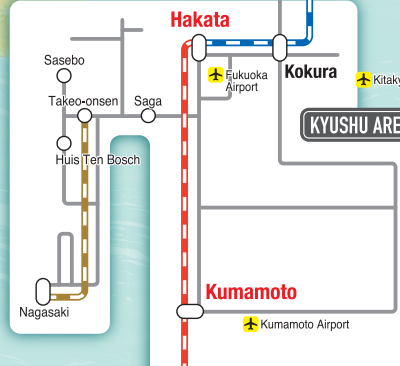 Hakata
Sasebo
Fukuoka
Airport
Kokura
Kitaky
Takeo-onsen
Saga
KYUSHU ARE
Huis Ten Bosch
Kumamoto
Nagasaki
Kumamoto Airport